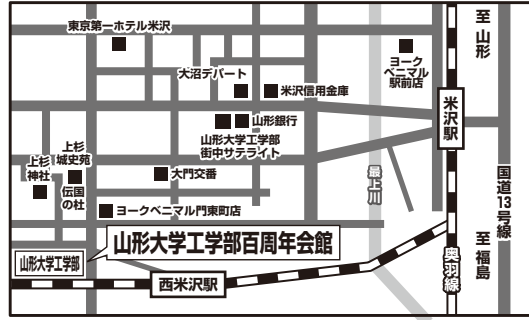 東京第一ホテル米沢
至山形
ヨーク
ベニマル
駅前店
大沼デパート
米沢信用金庫
米沢駅
山形銀行
山形大学工学部
街中サテライト
上杉
城史苑
上杉
神社
伝国
の杜
大門交番
最上川
国道13号線
ヨークベニマル門東町店
山形大学工学部百周年会館
山形大学工学部
西米沢駅
奥羽線
至福島